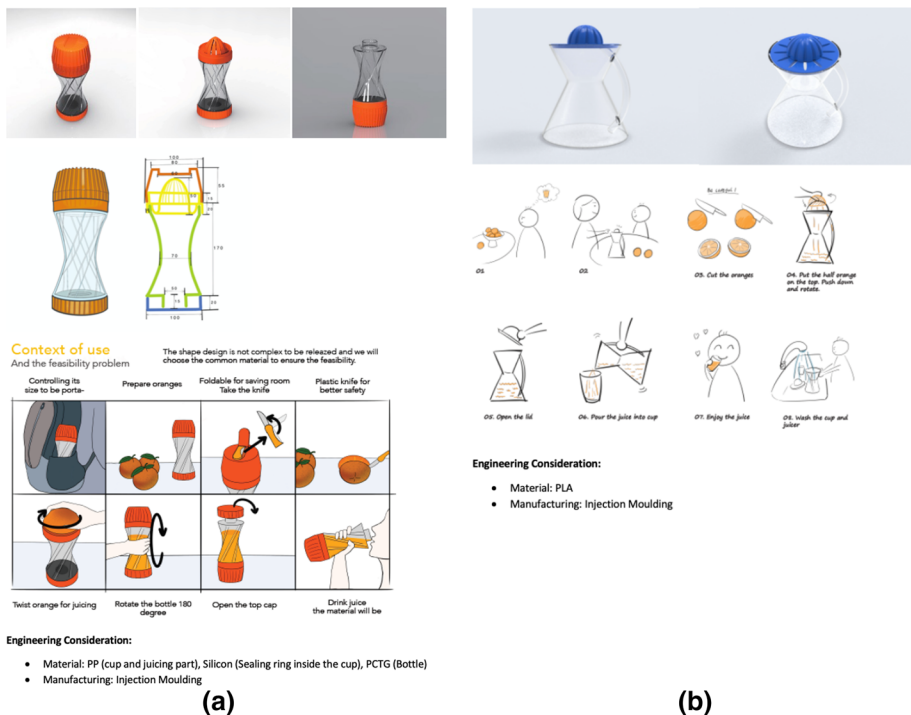 100
80
60
55
50
15
25
170
70
50
15
20
100
Context of use
And the feasibility problem
The shape design is not complex to be releazed and we will
choose the common material to ensure the feasibility.
Controlling its
size to be porta-
Prepare oranges
Foldable for saving room
Take the knife
Plastic knife for
better safety
Twist orange for juicing
Rotate the bottle 180
degree
Open the top cap
Drink juice
the material will be
Engineering Consideration:
• Material: PP (cup and juicing part), Silicon (Sealing ring inside the cup), PCTG (Bottle)
• Manufacturing: Injection Moulding
(a)
01
02
Be careful!
03. Cut the oranges
04. Put the half orange
on the top. Push down
and rotate.
05. Open the lid
06. Pour the juice into cup
07. Enjoy the juice
08. Wash the cup and
juicer
Engineering Consideration:
• Material: PLA
• Manufacturing: Injection Moulding
(b)